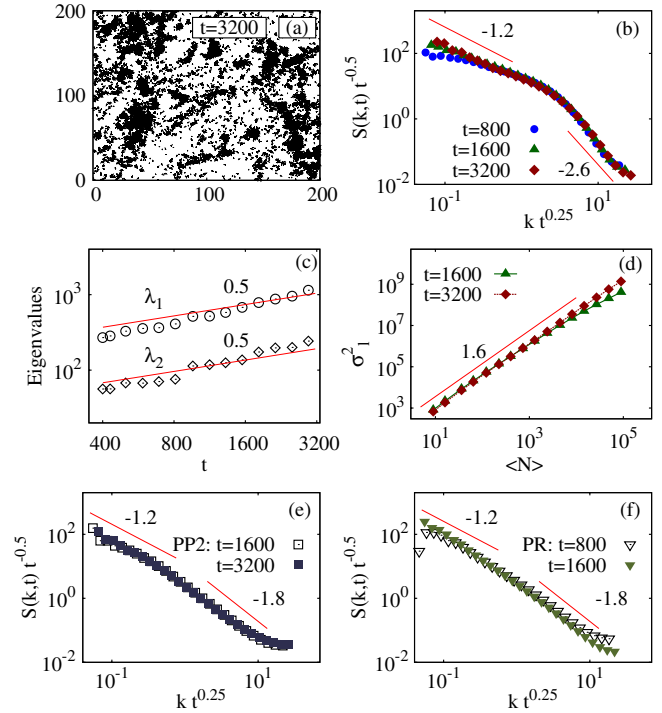 t=3200 (a)
200
100
0
0 100 200
(b)
S(k,t) t^-0.5
10^2
10^0
10^-2
-1.2
-2.6
t=800
t=1600
t=3200
10^-1 10^1
k t^0.25
(c)
Eigenvalues
10^3
10^2
λ_1 0.5
λ_2 0.5
400 800 1600 3200
t
(d)
σ_l^2
10^9
10^7
10^5
10^3
t=1600
t=3200
1.6
10^1 10^3 10^5
<N>
(e)
S(k,t) t^-0.5
10^2
10^0
10^-2
-1.2
PP2: t=1600
t=3200
-1.8
10^-1 10^1
k t^0.25
(f)
S(k,t) t^-0.5
10^2
10^0
10^-2
-1.2
PR: t=800
t=1600
-1.8
10^-1 10^1
k t^0.25